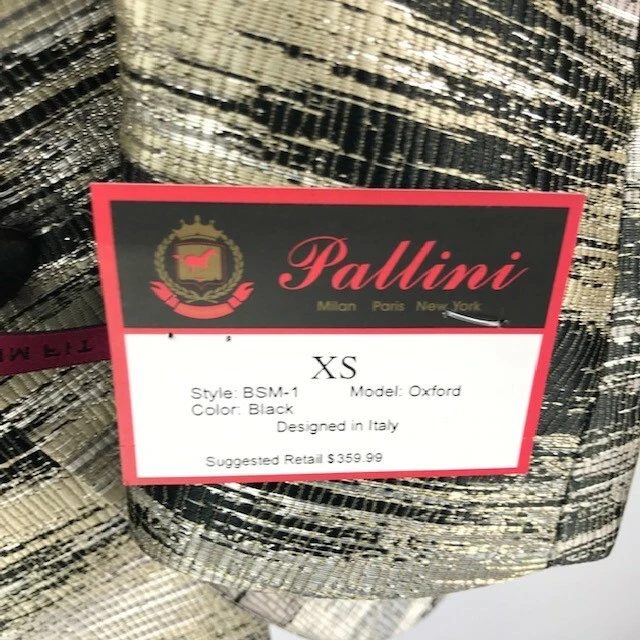 Pallini
Milan Paris New York
XS
Style: BSM-1 Model: Oxford
Color: Black
Designed in Italy
Suggested Retail $359.99
FIT